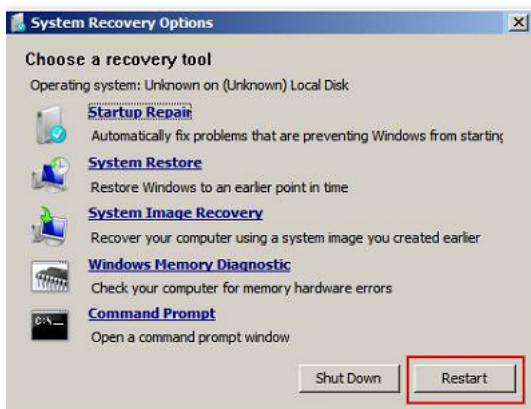 System Recovery Options
Choose a recovery tool
Operating system: Unknown on (Unknown) Local Disk
Startup Repair
Automatically fix problems that are preventing Windows from starting
System Restore
Restore Windows to an earlier point in time
System Image Recovery
Recover your computer using a system image you created earlier
Windows Memory Diagnostic
Check your computer for memory hardware errors
C:\_
Command Prompt
Open a command prompt window
Shut Down
Restart